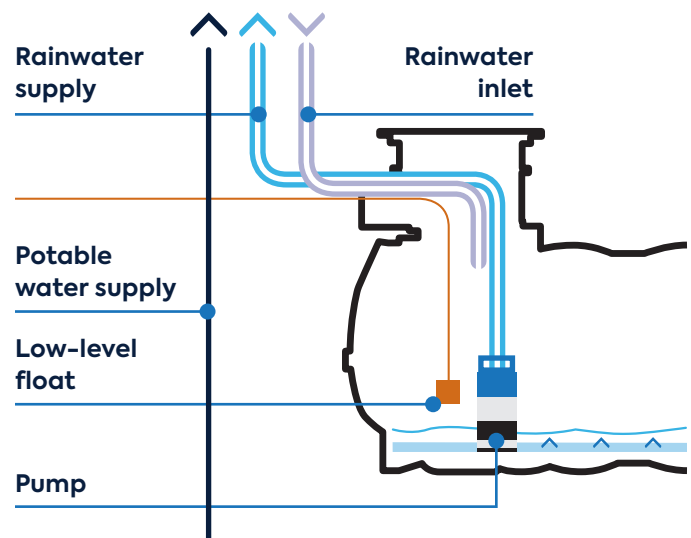 Rainwater
supply
Rainwater
inlet
Potable
water supply
Low-level
float
Pump